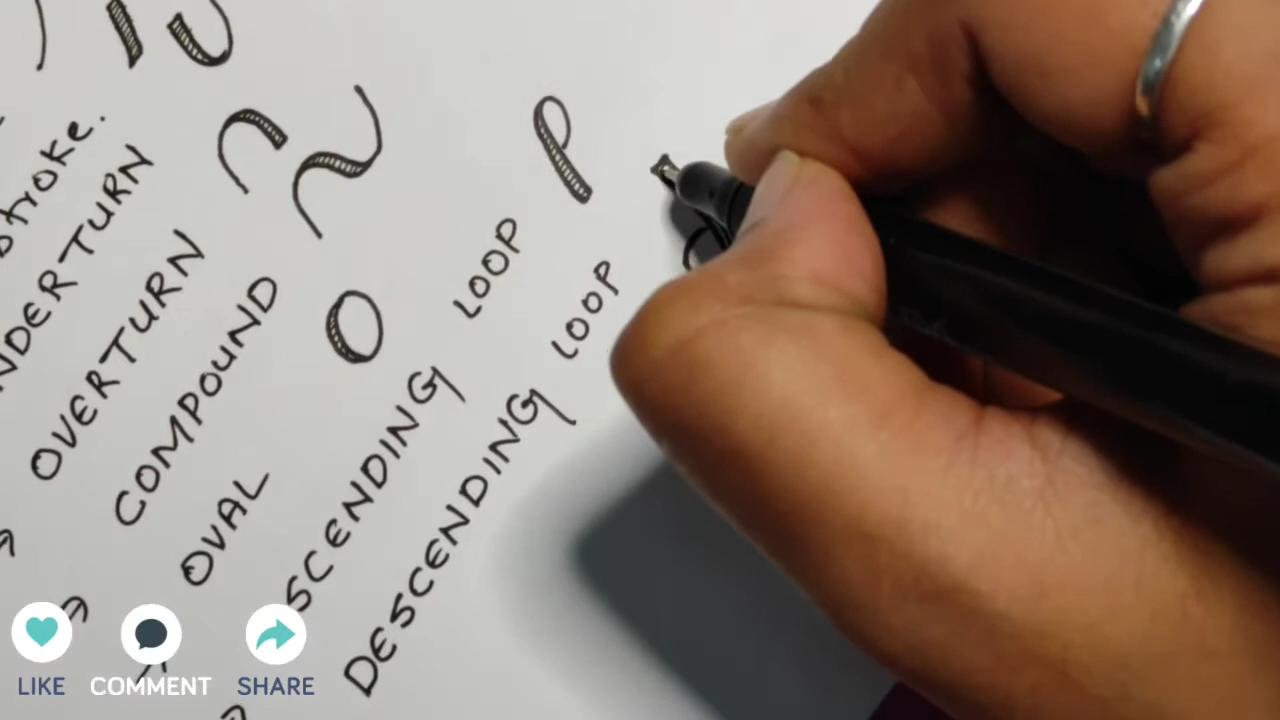 stroke.
UNDERTURN
OVERTURN
COMPOUND
OVAL
ASCENDING LOOP
DESCENDING LOOP
LIKE COMMENT SHARE